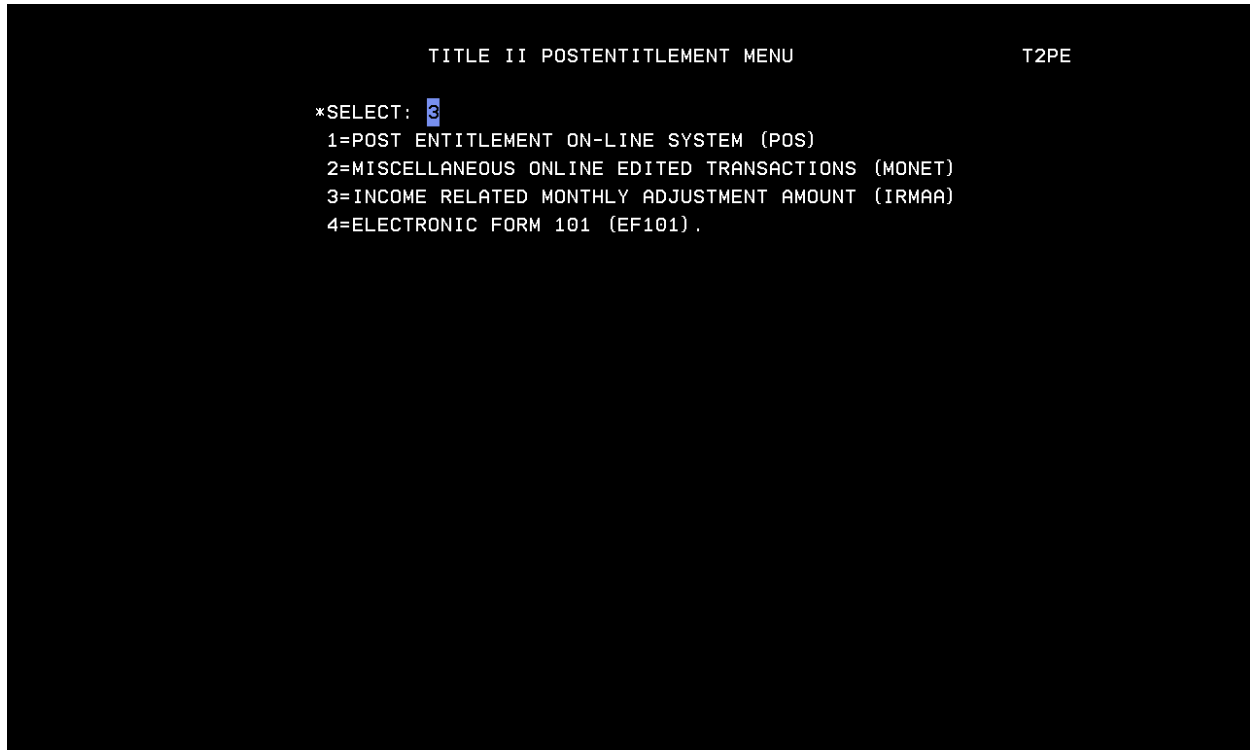 TITLE II POSTENTITLEMENT MENU T2PE
*SELECT: 3
1=POST ENTITLEMENT ON-LINE SYSTEM (POS)
2=MISCELLANEOUS ONLINE EDITED TRANSACTIONS (MONET)
3=INCOME RELATED MONTHLY ADJUSTMENT AMOUNT (IRMAA)
4=ELECTRONIC FORM 101 (EF101).